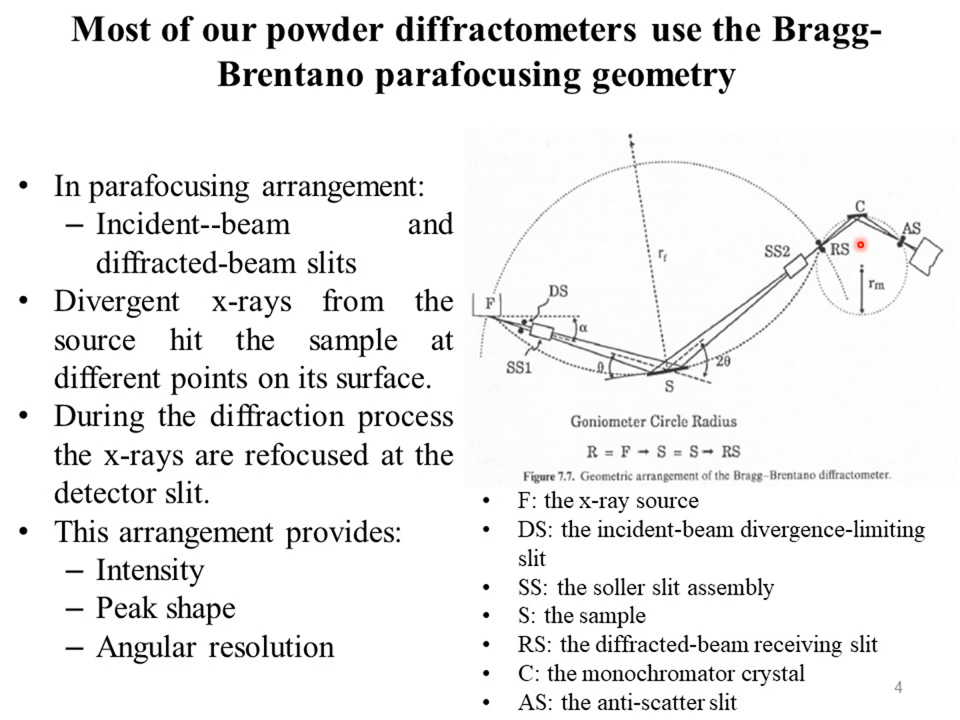 Most of our powder diffractometers use the Bragg-
Brentano parafocusing geometry
• In parafocusing arrangement:
– Incident--beam and
diffracted-beam slits
• Divergent x-rays from the
source hit the sample at
different points on its surface.
• During the diffraction process
the x-rays are refocused at the
detector slit.
• This arrangement provides:
– Intensity
– Peak shape
– Angular resolution
C
AS
SS2
RS
rf
rm
F
DS
α
SS1
θ
2θ
S
Goniometer Circle Radius
R = F → S = S → RS
Figure 7.7. Geometric arrangement of the Bragg–Brentano diffractometer.
• F: the x-ray source
• DS: the incident-beam divergence-limiting
slit
• SS: the soller slit assembly
• S: the sample
• RS: the diffracted-beam receiving slit
• C: the monochromator crystal
• AS: the anti-scatter slit
4